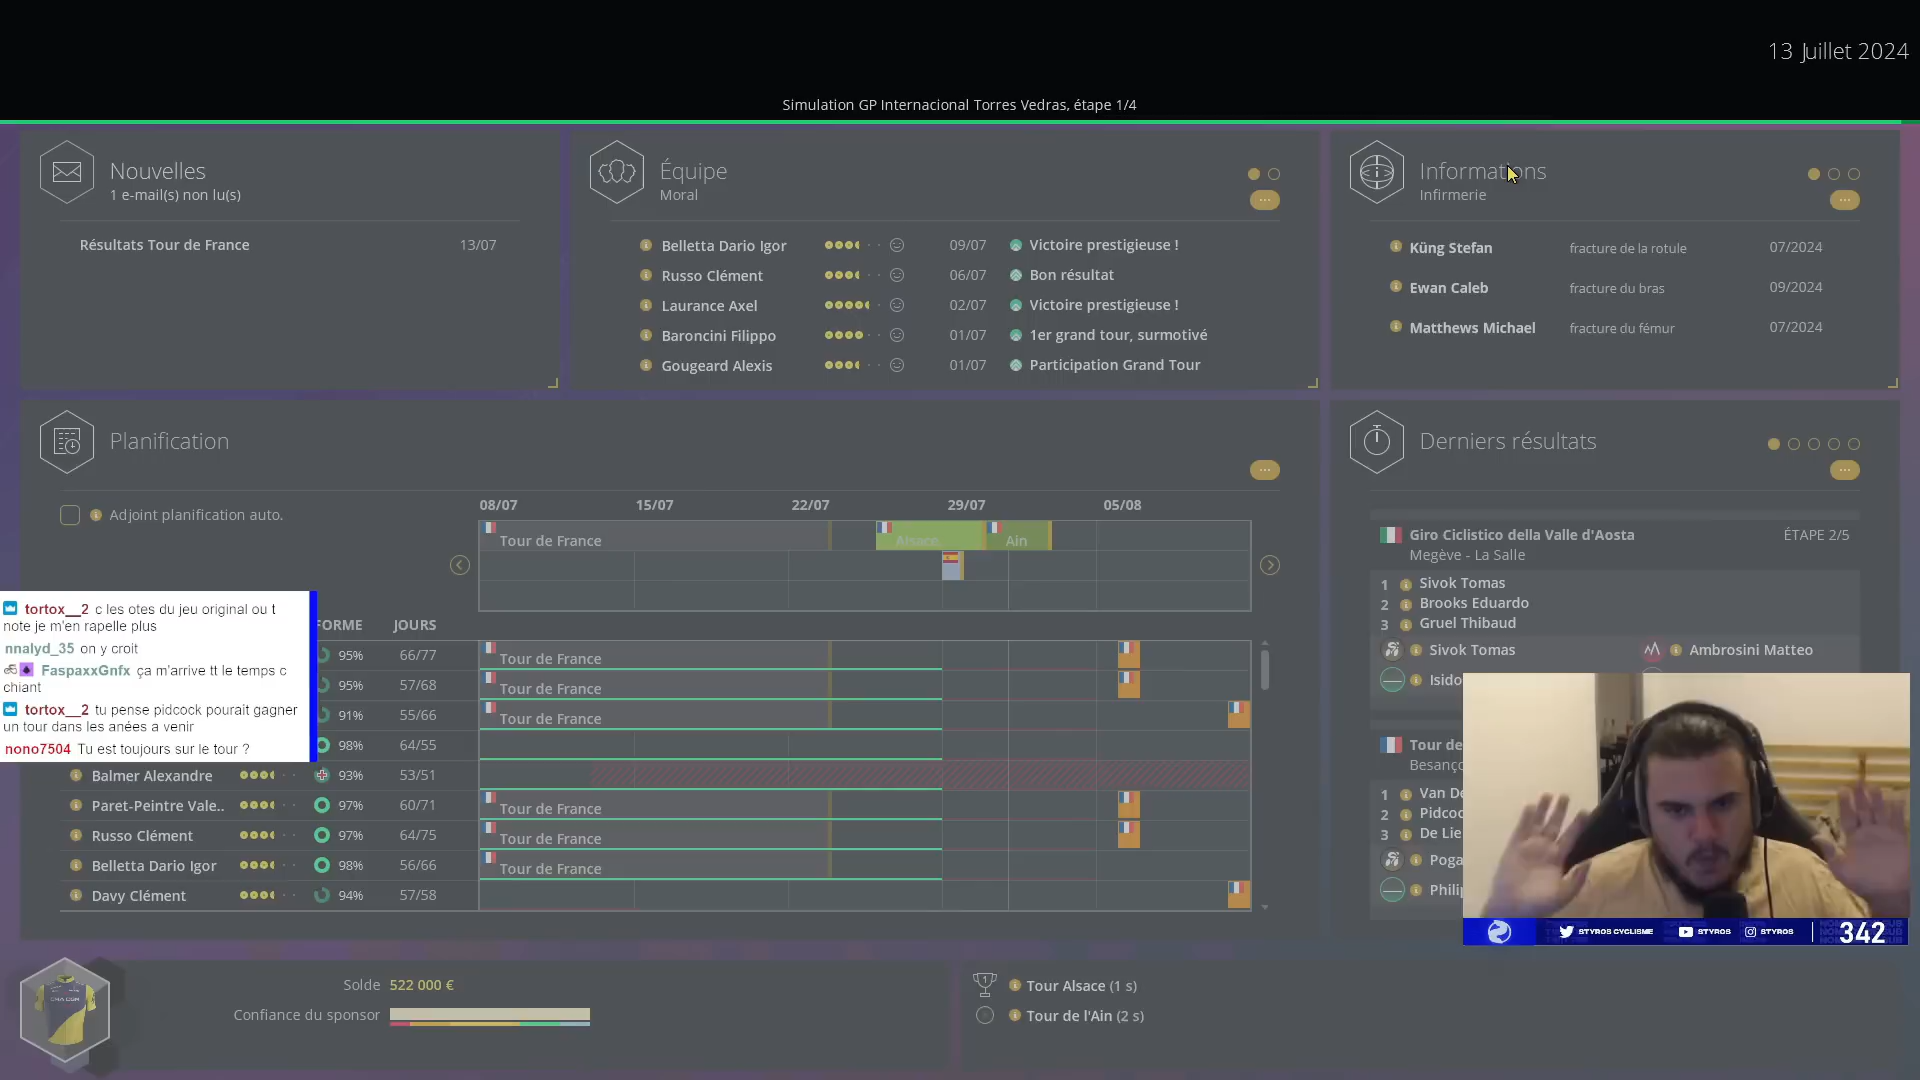 13 Juillet 2024
Simulation GP Internacional Torres Vedras, étape 1/4
Nouvelles
1 e-mail(s) non lu(s)
Résultats Tour de France 13/07
Équipe
Moral
Belletta Dario Igor 09/07 Victoire prestigieuse !
Russo Clément 06/07 Bon résultat
Laurance Axel 02/07 Victoire prestigieuse !
Baroncini Filippo 01/07 1er grand tour, surmotivé
Gougeard Alexis 01/07 Participation Grand Tour
Informations
Infirmerie
Küng Stefan fracture de la rotule 07/2024
Ewan Caleb fracture du bras 09/2024
Matthews Michael fracture du fémur 07/2024
Planification
Adjoint planification auto.
08/07 15/07 22/07 29/07 05/08
Tour de France Alsace Ain
tortox__2 c les otes du jeu original ou t
note je m'en rapelle plus
nnalyd_35 on y croit
FaspaxxGnfx ça m'arrive tt le temps c
chiant
tortox__2 tu pense pidcock pourait gagner
un tour dans les anées a venir
nono7504 Tu est toujours sur le tour ?
FORME JOURS
95% 66/77 Tour de France
95% 57/68 Tour de France
91% 55/66 Tour de France
98% 64/55
Balmer Alexandre 93% 53/51
Paret-Peintre Vale.. 97% 60/71 Tour de France
Russo Clément 97% 64/75 Tour de France
Belletta Dario Igor 98% 56/66 Tour de France
Davy Clément 94% 57/58
Derniers résultats
Giro Ciclistico della Valle d'Aosta ÉTAPE 2/5
Megève - La Salle
1 Sivok Tomas
2 Brooks Eduardo
3 Gruel Thibaud
Sivok Tomas Ambrosini Matteo
Isido
Tour de
Besanço
1 Van De
2 Pidcoc
3 De Lie
Poga
Philip
STYROS CYCLISME STYROS STYROS 342
Solde 522 000 €
Confiance du sponsor
Tour Alsace (1 s)
Tour de l'Ain (2 s)